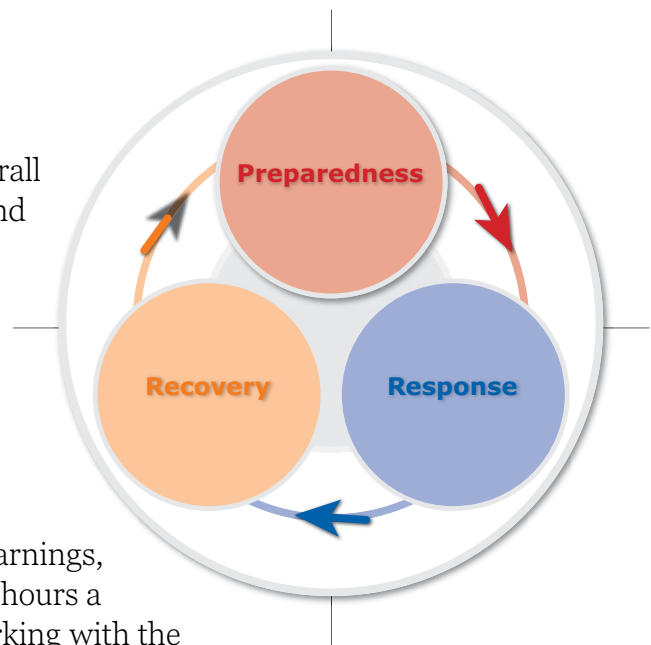 Preparedness
Recovery
Response
rall
nd
arnings,
hours a
rking with the